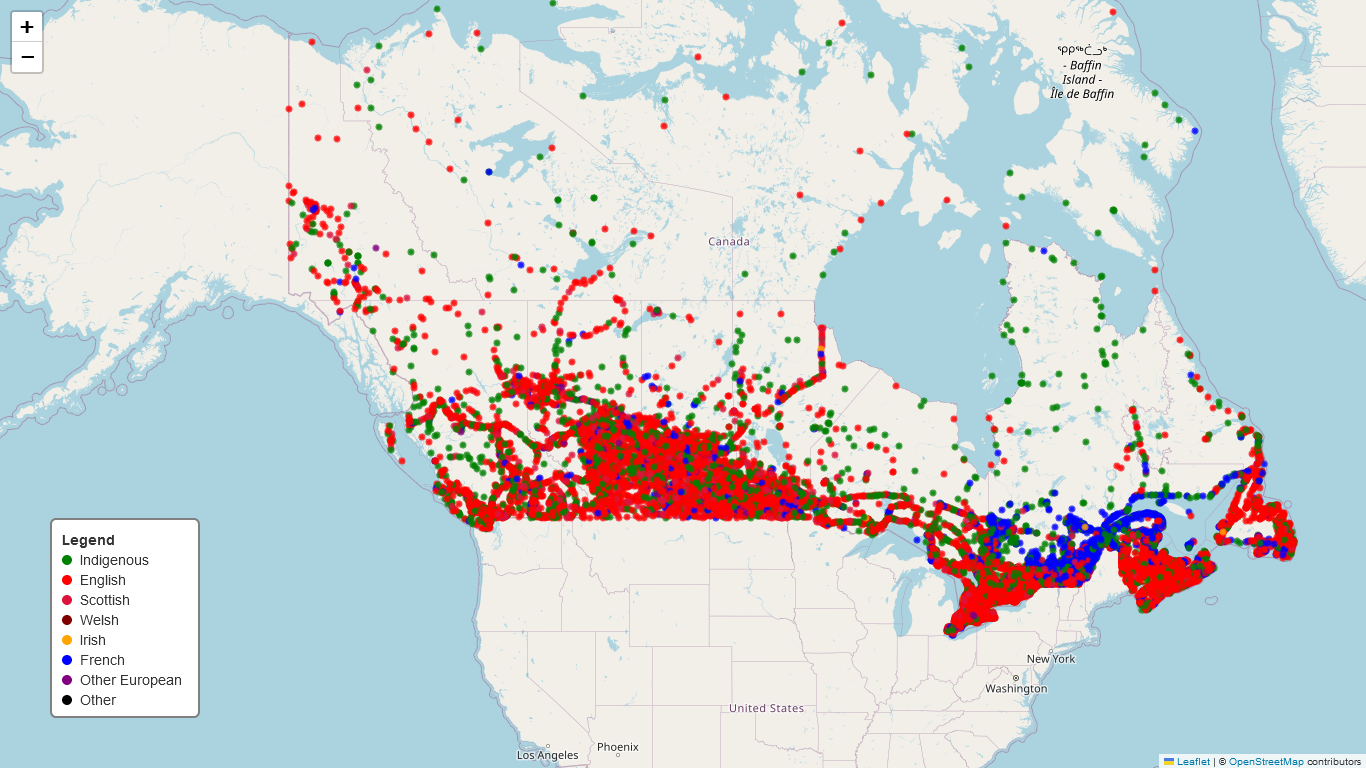 +
−
ᕿᑭᖅᑖᓗᒃ
- Baffin
Island -
Île de Baffin
Canada
Legend
Indigenous
English
Scottish
Welsh
Irish
French
Other European
Other
New York
Washington
United States
Phoenix
Los Angeles
Leaflet | © OpenStreetMap contributors